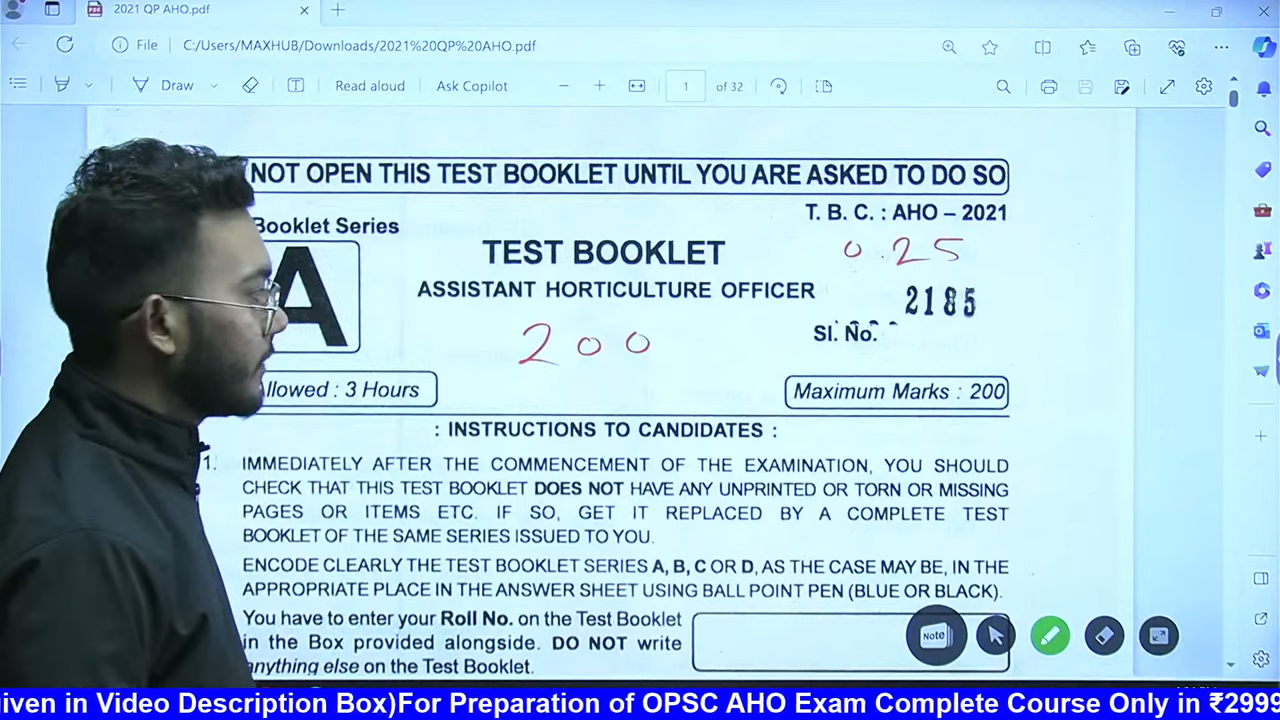 2021 QP AHO.pdf
File
C:/Users/MAXHUB/Downloads/2021%20QP%20AHO.pdf
Draw
Read aloud
Ask Copilot
1
of 32
NOT OPEN THIS TEST BOOKLET UNTIL YOU ARE ASKED TO DO SO
T. B. C. : AHO – 2021
Booklet Series
A
TEST BOOKLET
0.25
ASSISTANT HORTICULTURE OFFICER
2185
Sl. No.
200
llowed : 3 Hours
Maximum Marks : 200
: INSTRUCTIONS TO CANDIDATES :
1. IMMEDIATELY AFTER THE COMMENCEMENT OF THE EXAMINATION, YOU SHOULD
CHECK THAT THIS TEST BOOKLET DOES NOT HAVE ANY UNPRINTED OR TORN OR MISSING
PAGES OR ITEMS ETC. IF SO, GET IT REPLACED BY A COMPLETE TEST
BOOKLET OF THE SAME SERIES ISSUED TO YOU.
ENCODE CLEARLY THE TEST BOOKLET SERIES A, B, C OR D, AS THE CASE MAY BE, IN THE
APPROPRIATE PLACE IN THE ANSWER SHEET USING BALL POINT PEN (BLUE OR BLACK).
You have to enter your Roll No. on the Test Booklet
in the Box provided alongside. DO NOT write
anything else on the Test Booklet.
Note
given in Video Description Box)For Preparation of OPSC AHO Exam Complete Course Only in ₹2999